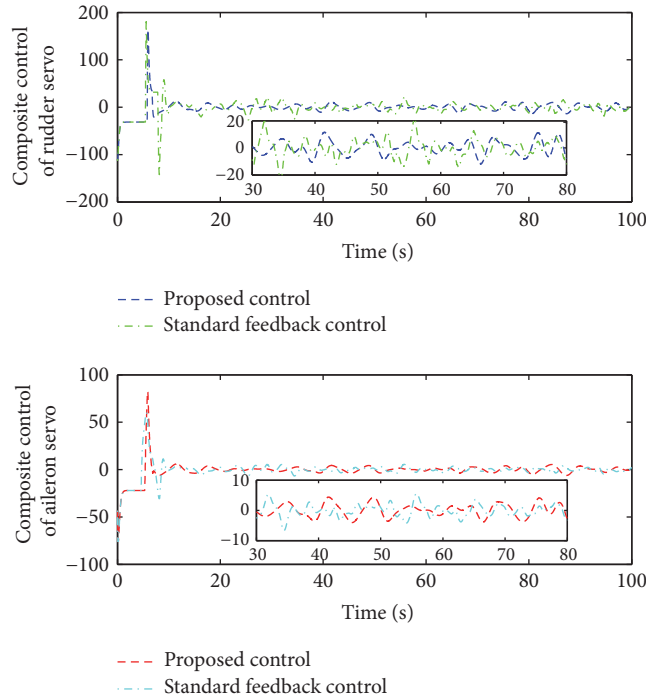 Composite control
of rudder servo
200
100
0
−100
−200
20
0
−20
30 40 50 60 70 80
0 20 40 60 80 100
Time (s)
Proposed control
Standard feedback control
Composite control
of aileron servo
100
50
0
−50
−100
10
0
−10
30 40 50 60 70 80
0 20 40 60 80 100
Time (s)
Proposed control
Standard feedback control